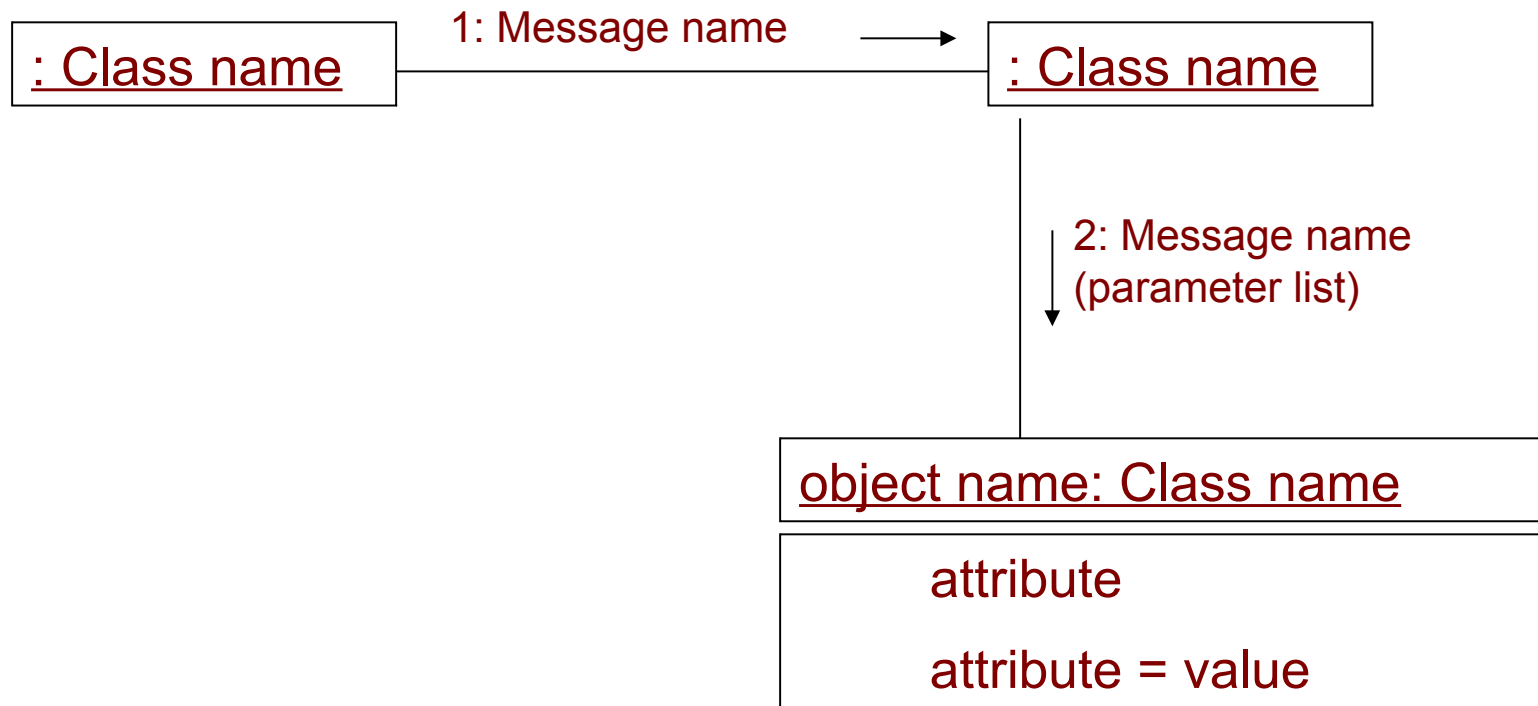 1: Message name
: Class name
: Class name
2: Message name
(parameter list)
object name: Class name
attribute
attribute = value